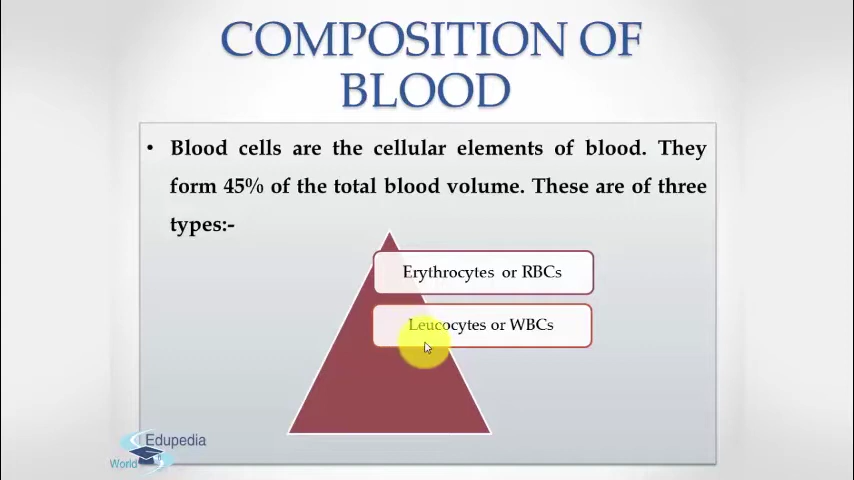 COMPOSITION OF
BLOOD
• Blood cells are the cellular elements of blood. They
form 45% of the total blood volume. These are of three
types:-
Erythrocytes or RBCs
Leucocytes or WBCs
Edupedia
World